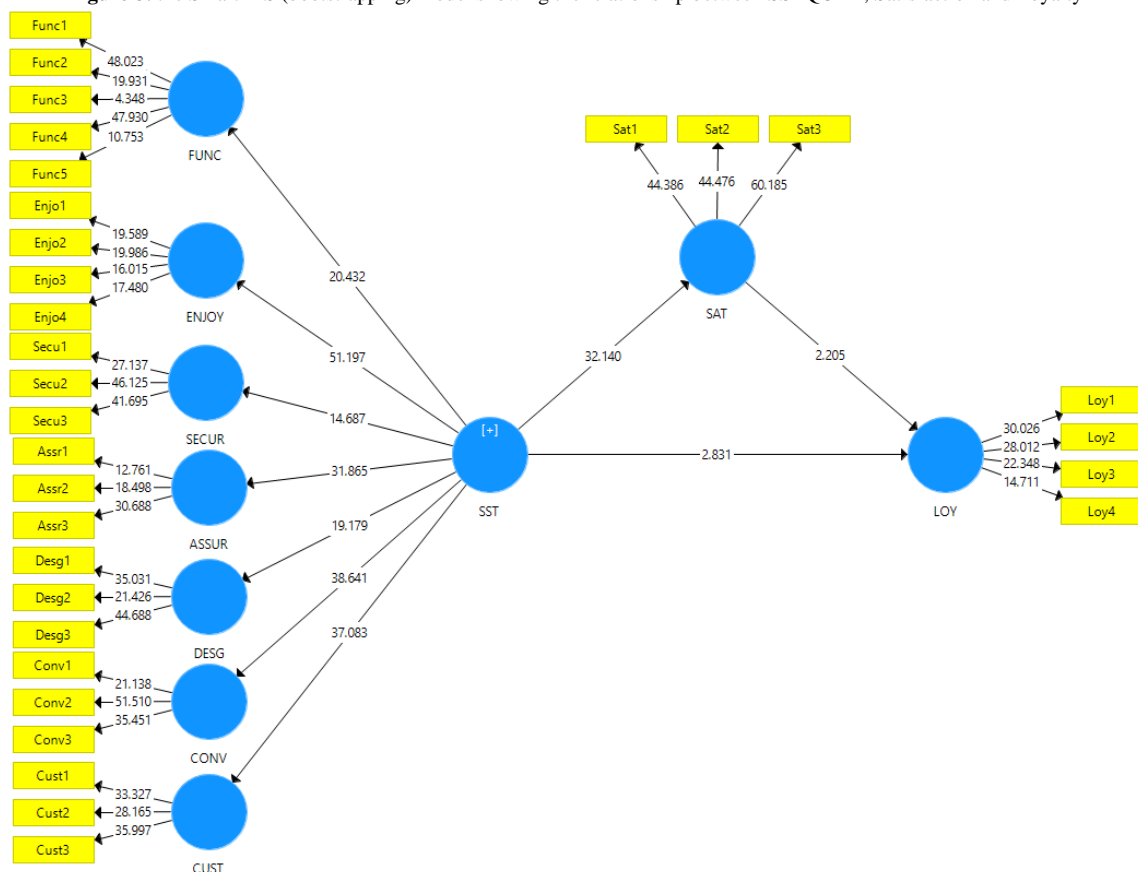 Func1
Func2
Func3
Func4
Func5
48.023
19.931
4.348
47.930
10.753
FUNC
Enjo1
Enjo2
Enjo3
Enjo4
19.589
19.986
16.015
17.480
ENJOY
Secu1
Secu2
Secu3
27.137
46.125
41.695
SECUR
Assr1
Assr2
Assr3
12.761
18.498
30.688
ASSUR
Desg1
Desg2
Desg3
35.031
21.426
44.688
DESG
Conv1
Conv2
Conv3
21.138
51.510
35.451
CONV
Cust1
Cust2
Cust3
33.327
28.165
35.997
CUST
20.432
51.197
14.687
31.865
19.179
38.641
37.083
[+]
SST
32.140
2.831
Sat1
Sat2
Sat3
44.386
44.476
60.185
SAT
2.205
LOY
30.026
28.012
22.348
14.711
Loy1
Loy2
Loy3
Loy4